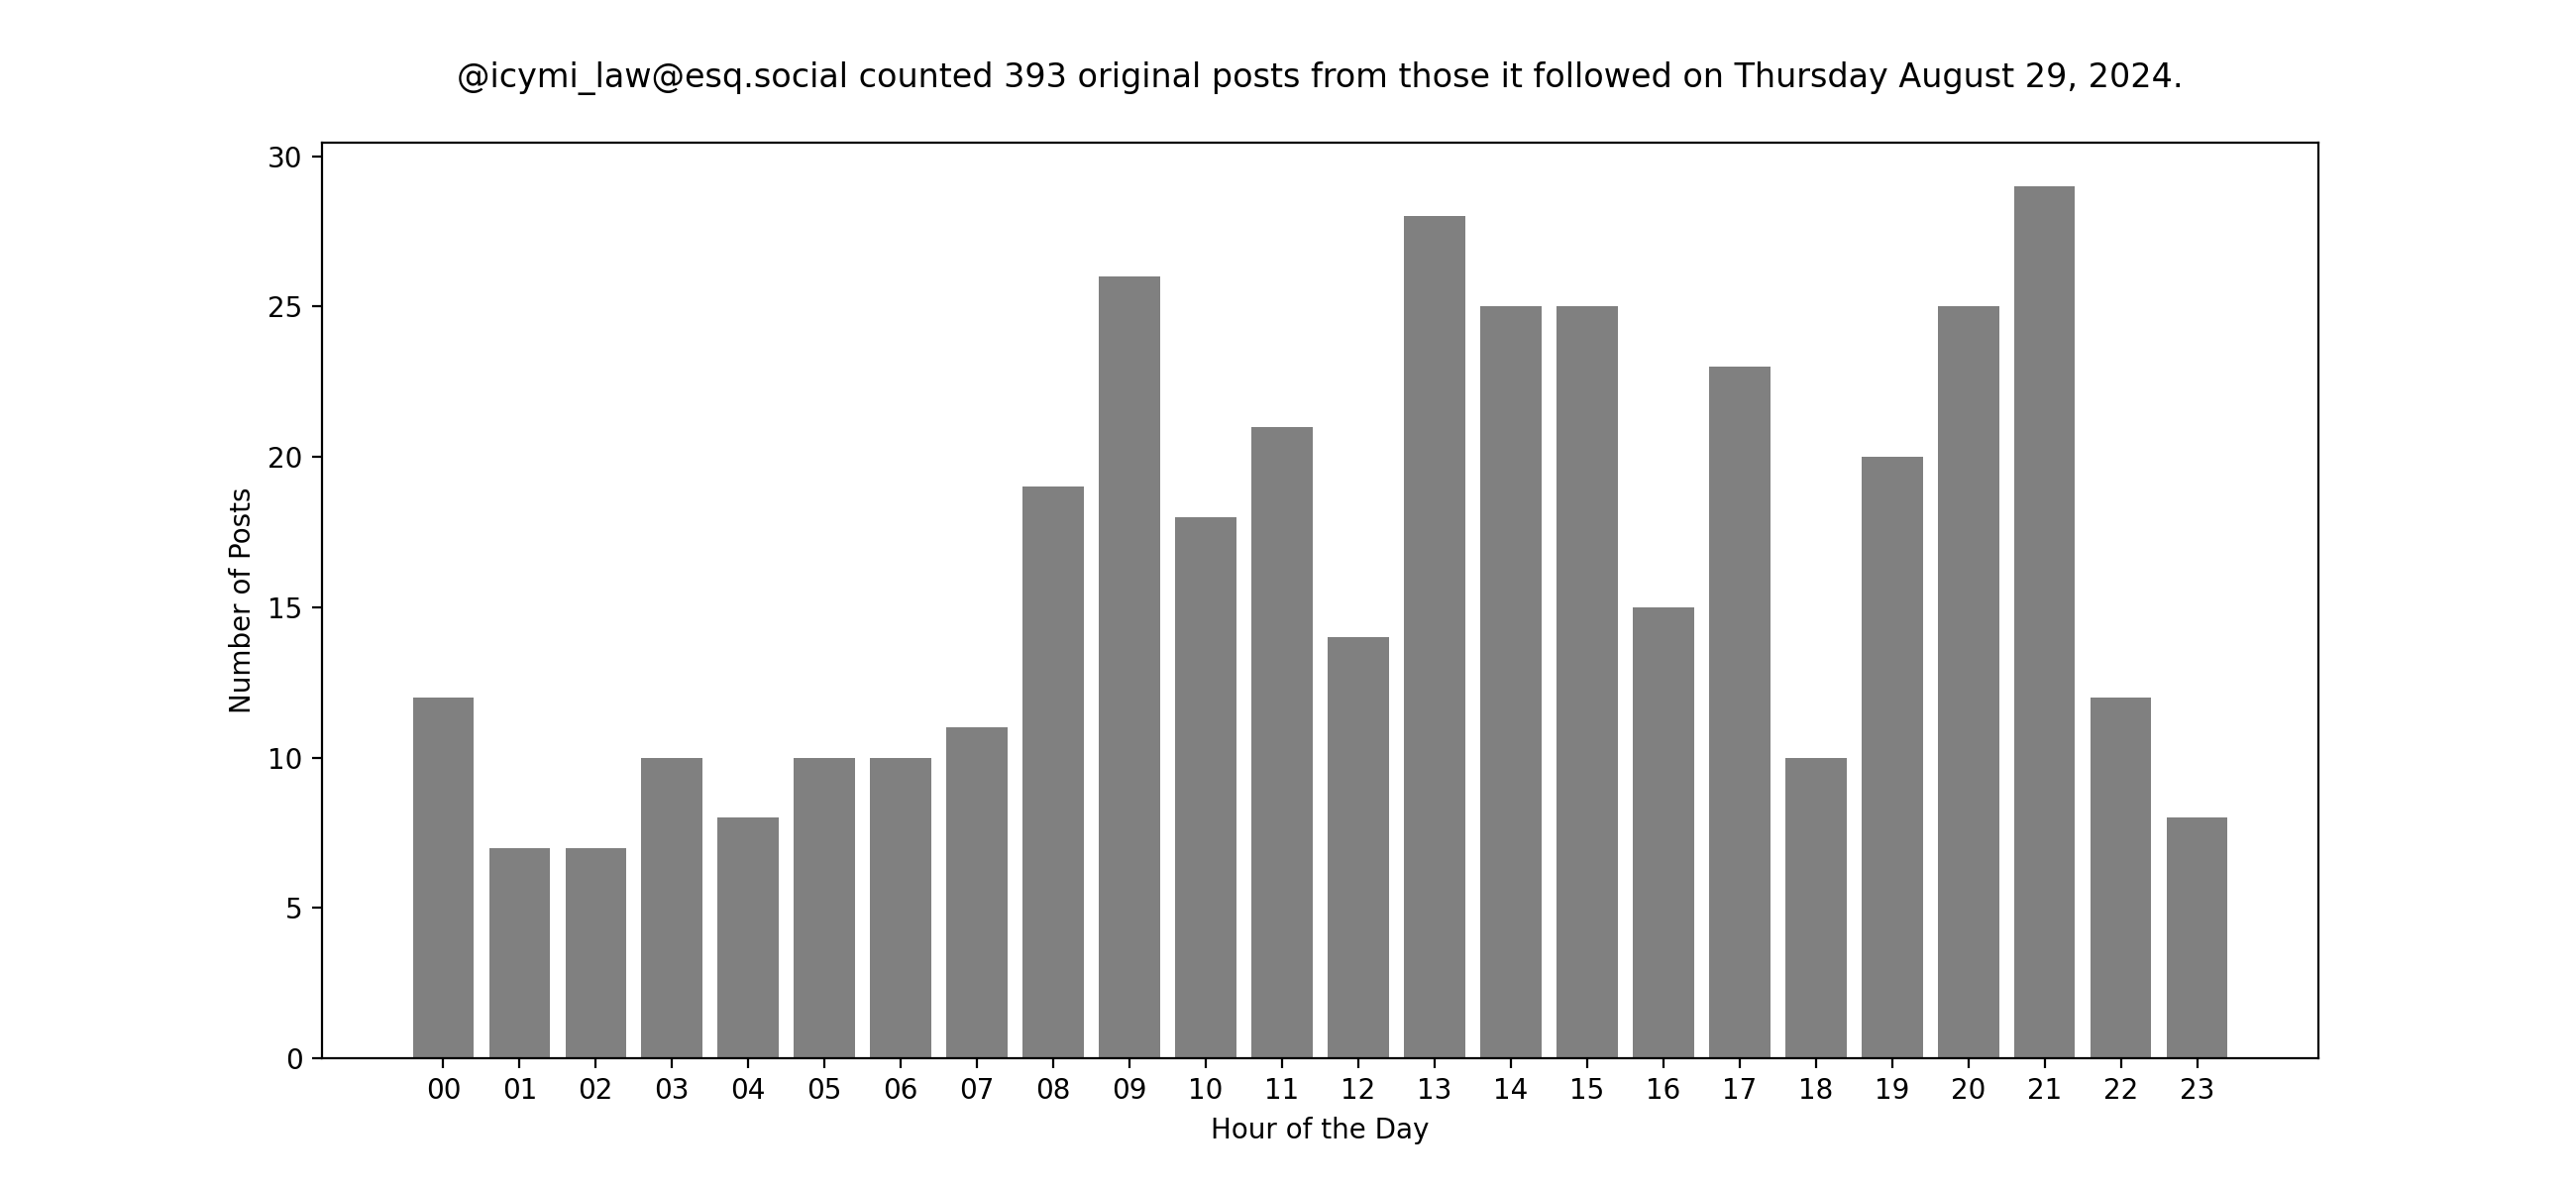 @icymi_law@esq.social counted 393 original posts from those it followed on Thursday August 29, 2024.
30
25
20
15
10
5
0
Number of Posts
00 01 02 03 04 05 06 07 08 09 10 11 12 13 14 15 16 17 18 19 20 21 22 23
Hour of the Day